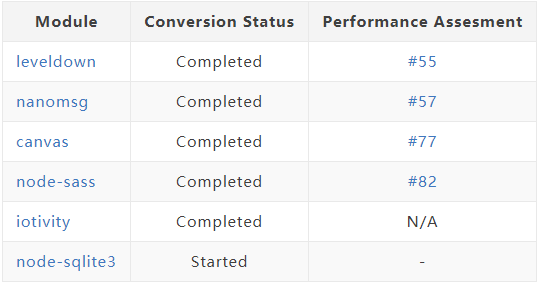 Module Conversion Status Performance Assesment
leveldown Completed #55
nanomsg Completed #57
canvas Completed #77
node-sass Completed #82
iotivity Completed N/A
node-sqlite3 Started -